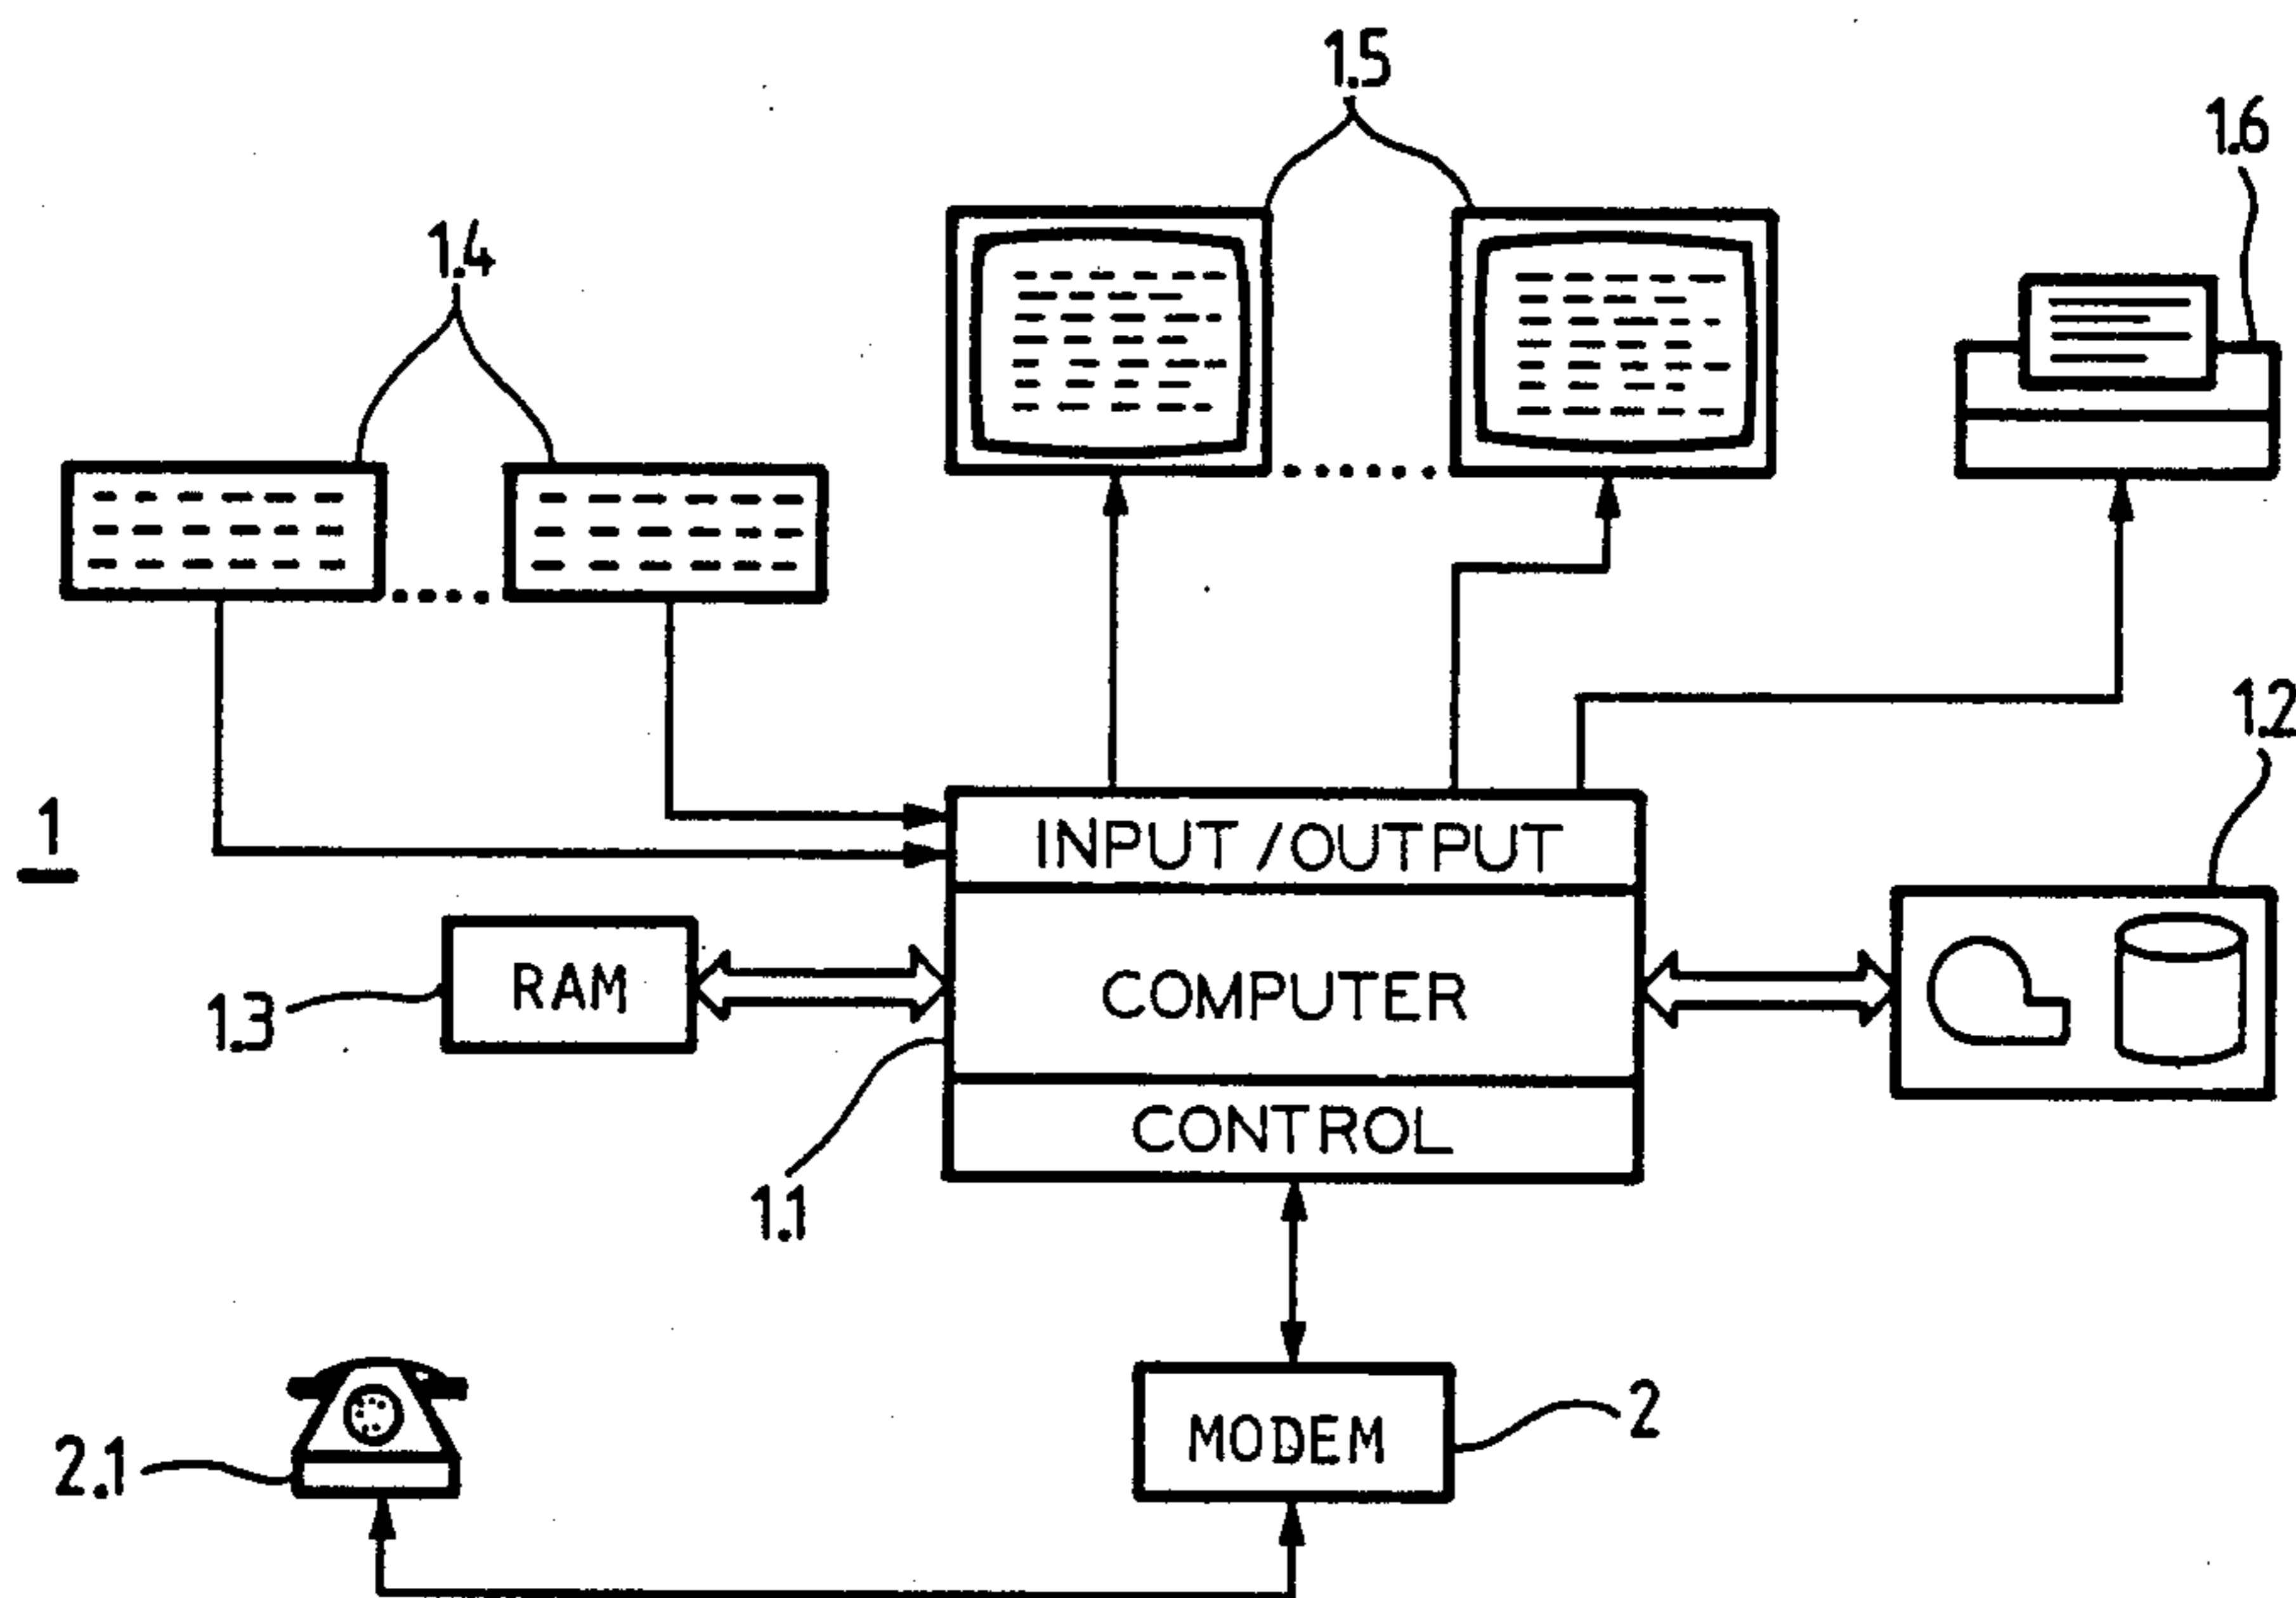 1.5
1.6
1.4
1.2
1
INPUT/OUTPUT
RAM
COMPUTER
1.3
CONTROL
1.1
MODEM
2
2.1